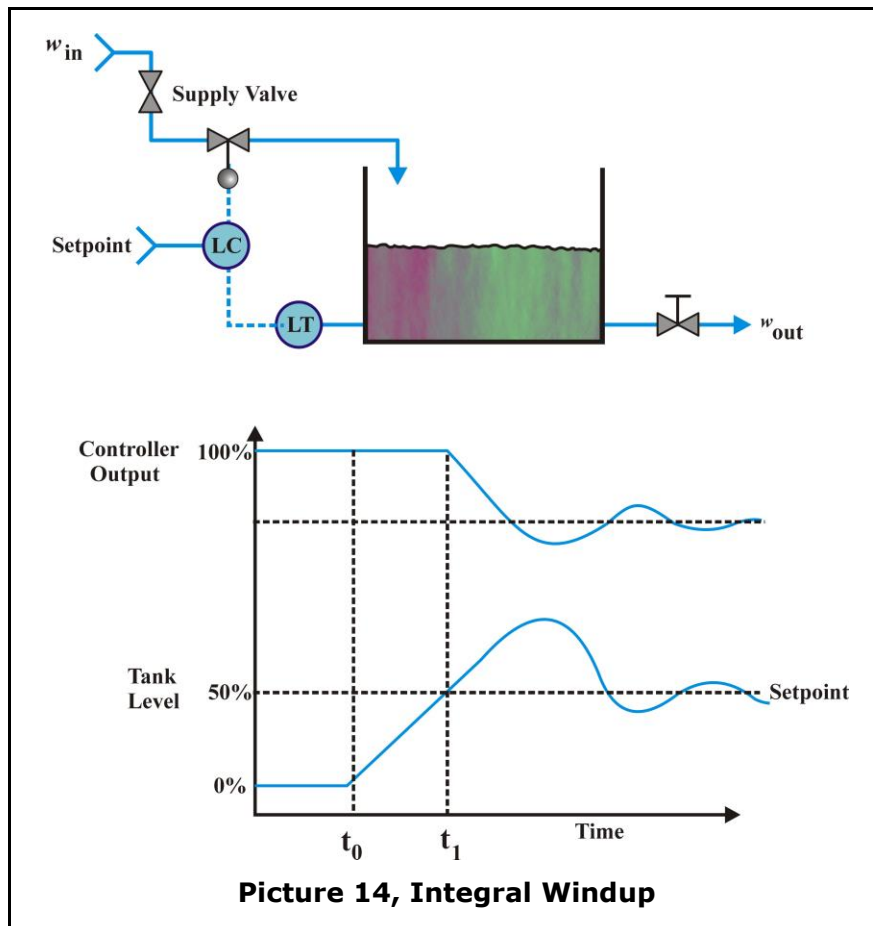 w in
Supply Valve
Setpoint
LC
LT
w out
Controller
Output
100%
Tank
Level
50%
Setpoint
0%
t0
t1
Time
Picture 14, Integral Windup